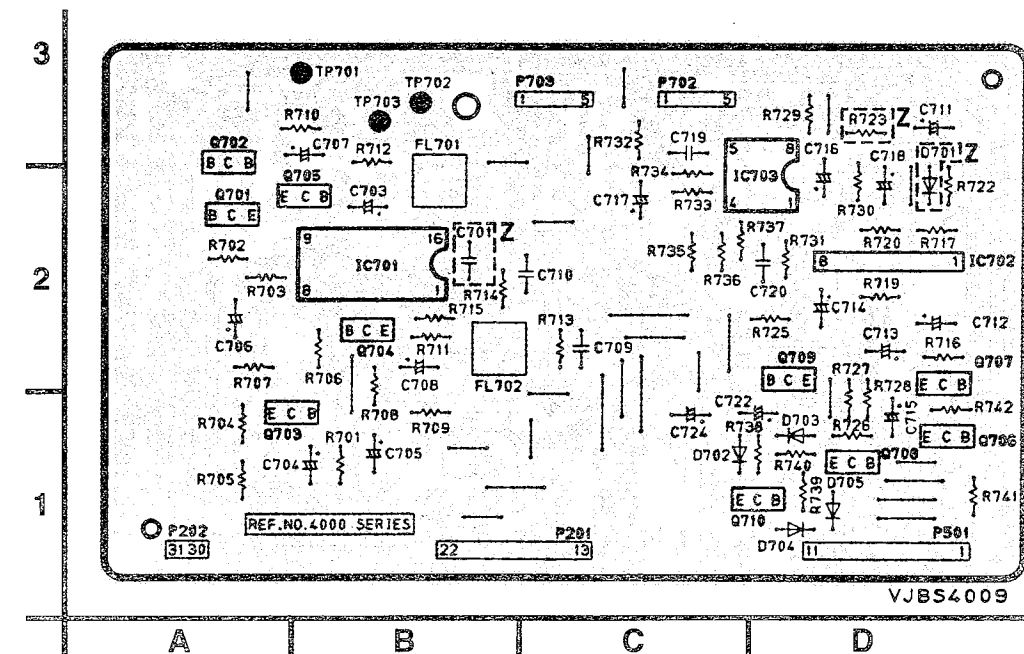 3
TP701
TP702
TP703
P703
1 5
P702
1 5
R710
Q702
B C B
C707
R712
FL701
R732
C719
R729
R723
Z
C711
5 8
IC703
4 1
C716
C718
D701
Z
R734
R733
C717
R730
R722
Q701
B C E
Q705
E C B
C703
R702
R703
9 16
IC701
8 1
C701
Z
R714
C710
R735
R736
R737
C720
R731
R720
R717
8 1
IC702
2
R719
C714
C706
B C E
Q704
R715
R711
R713
C709
R725
C713
C712
R716
R707
R706
C708
FL702
Q709
B C E
R727
R728
Q707
E C B
R704
E C B
Q703
R708
R709
C722
C724
R738
D703
C715
R742
R726
E C B
Q706
R705
C704
R701
C705
D702
R740
E C B
Q708
D705
1
E C B
Q710
R739
R741
D704
P202
31 30
REF.NO.4000 SERIES
P201
22 13
P501
11 1
VJBS4009
A B C D